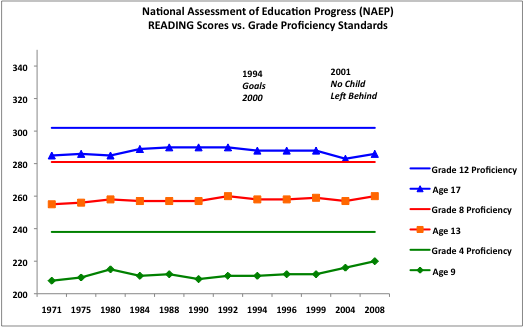 National Assessment of Education Progress (NAEP)
READING Scores vs. Grade Proficiency Standards
340
320
300
280
260
240
220
200
1994
Goals
2000
2001
No Child
Left Behind
1971 1975 1980 1984 1988 1990 1992 1994 1996 1999 2004 2008
Grade 12 Proficiency
Age 17
Grade 8 Proficiency
Age 13
Grade 4 Proficiency
Age 9